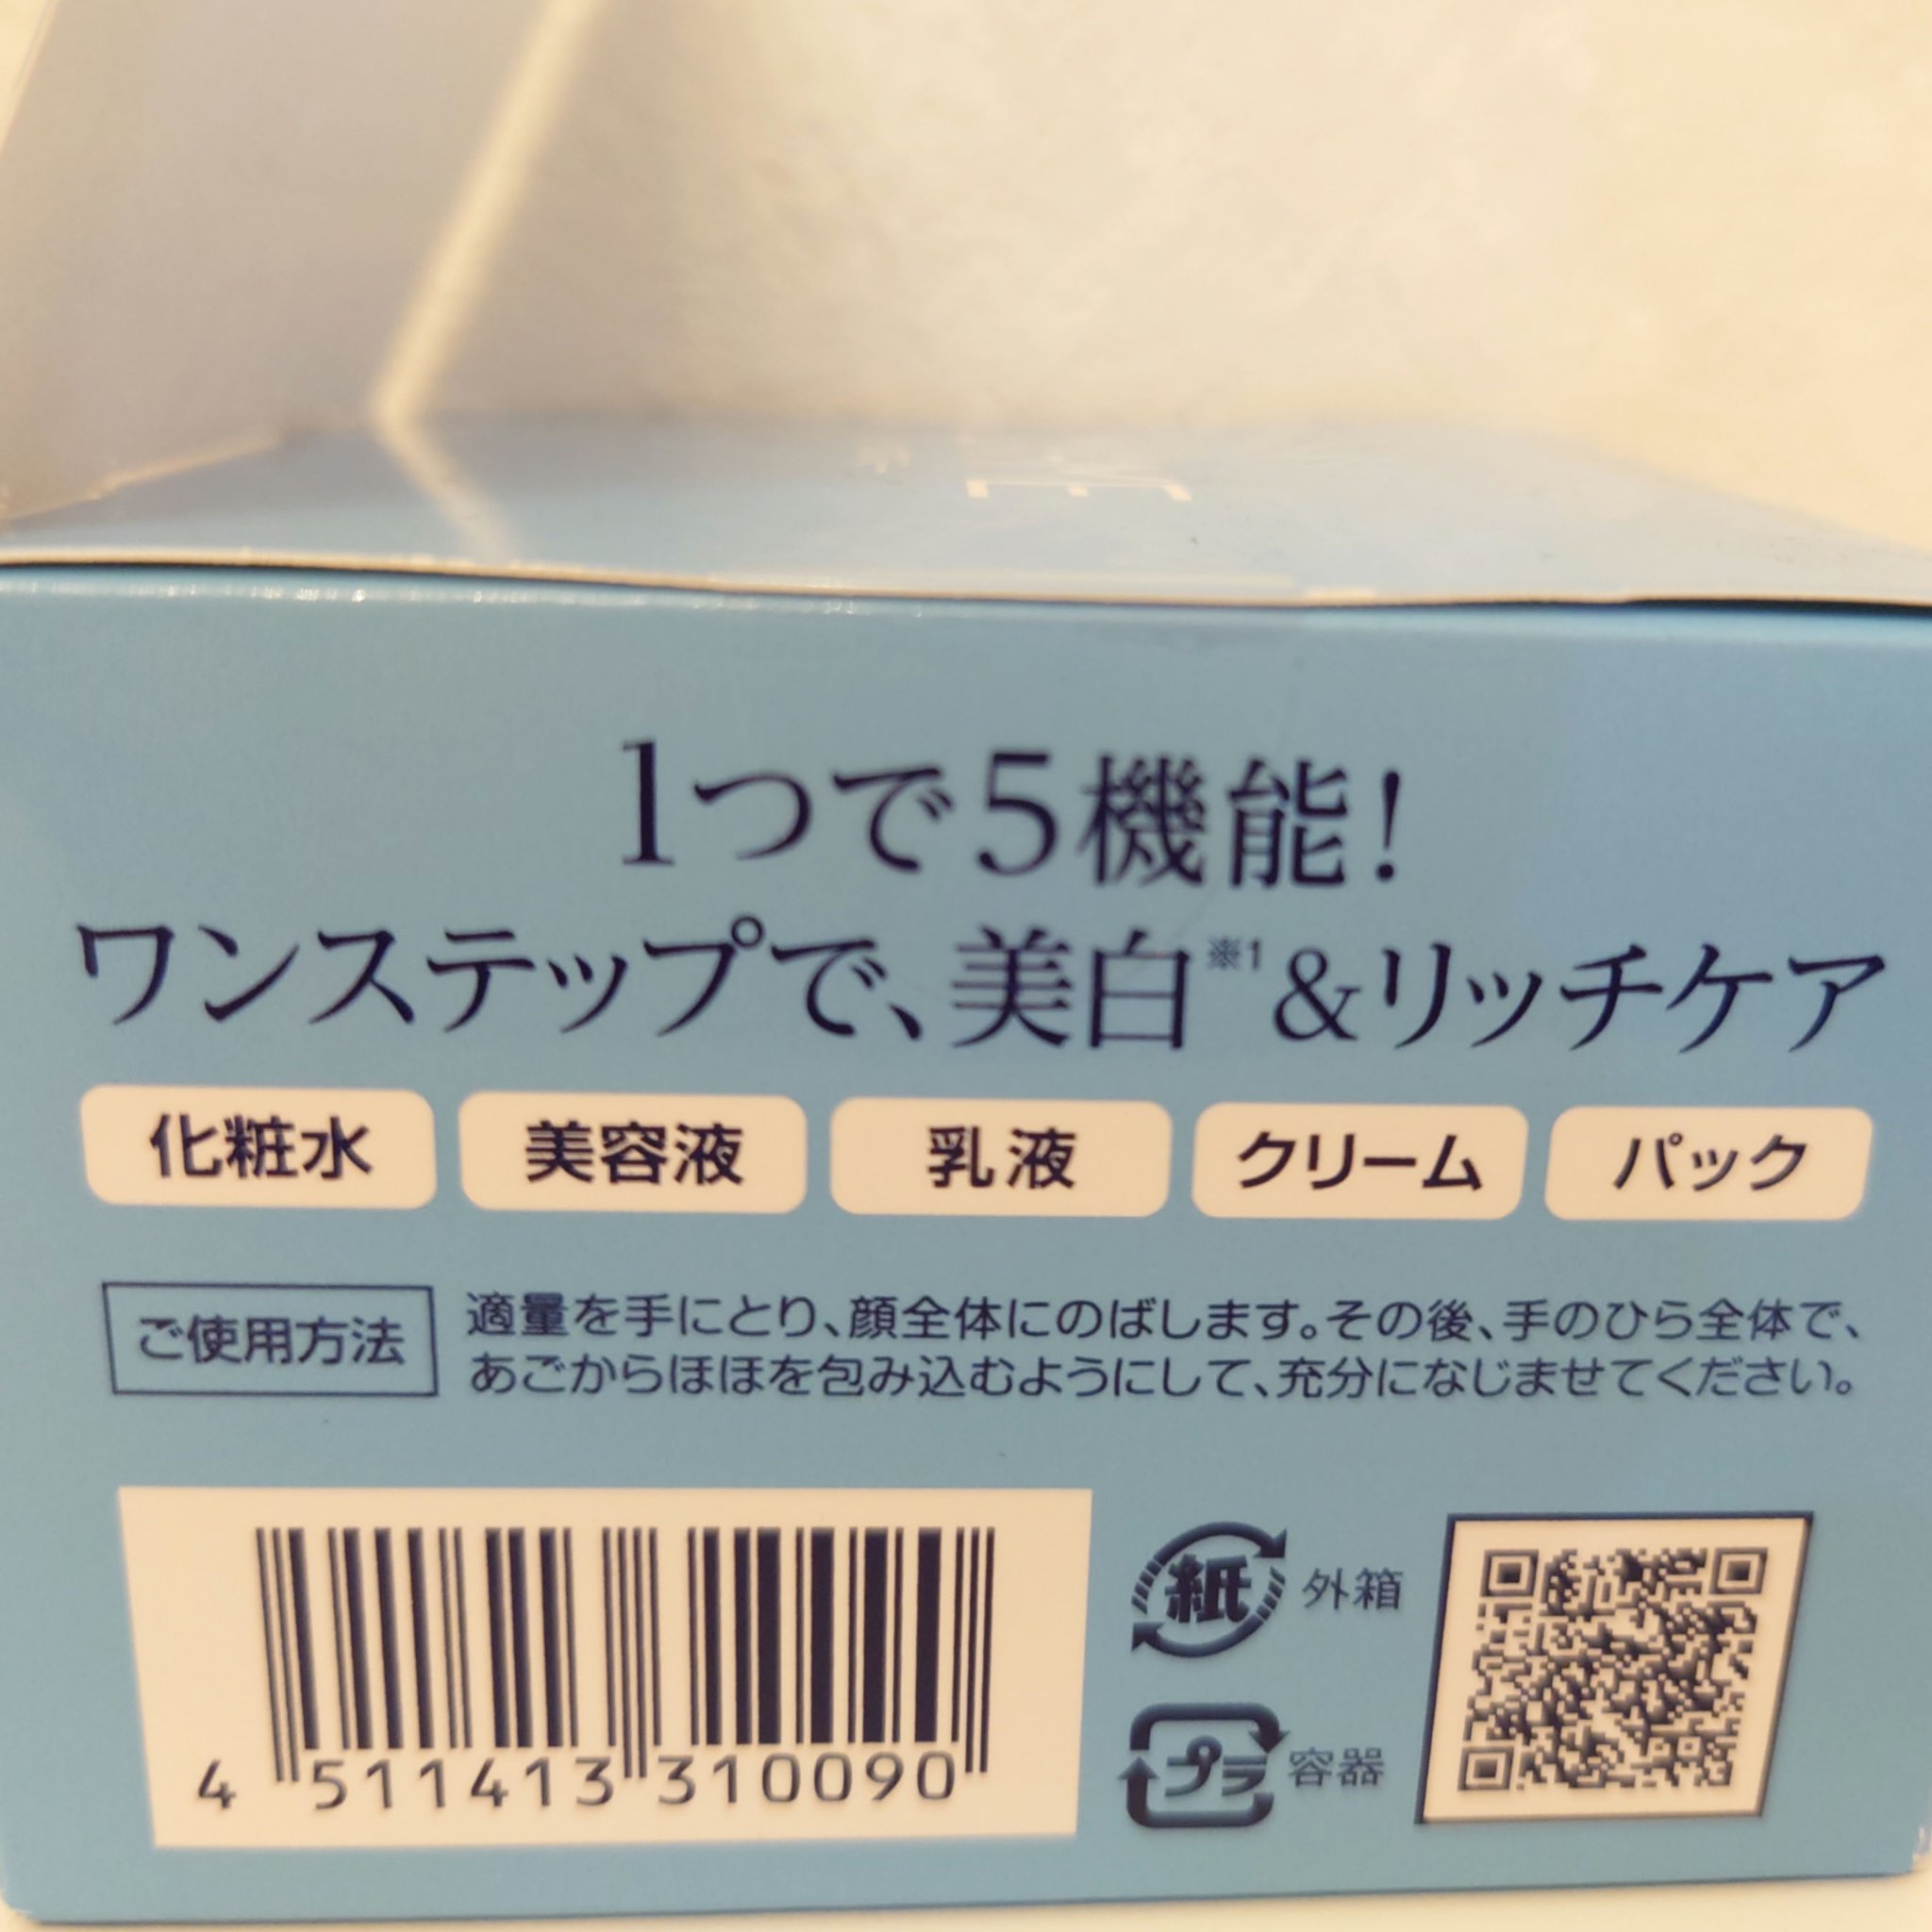 1つで5機能!
ワンステップで、美白※1&リッチケア
化粧水 美容液 乳液 クリーム パック
ご使用方法
適量を手にとり、顔全体にのばします。その後、手のひら全体で、
あごからほほを包み込むようにして、充分になじませてください。
4 511413 310090
紙 外箱
プラ 容器